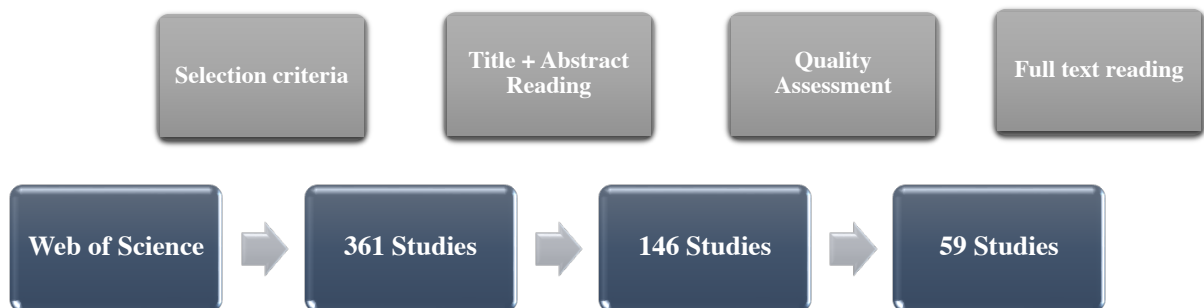 Selection criteria
Title + Abstract
Reading
Quality
Assessment
Full text reading
Web of Science
361 Studies
146 Studies
59 Studies